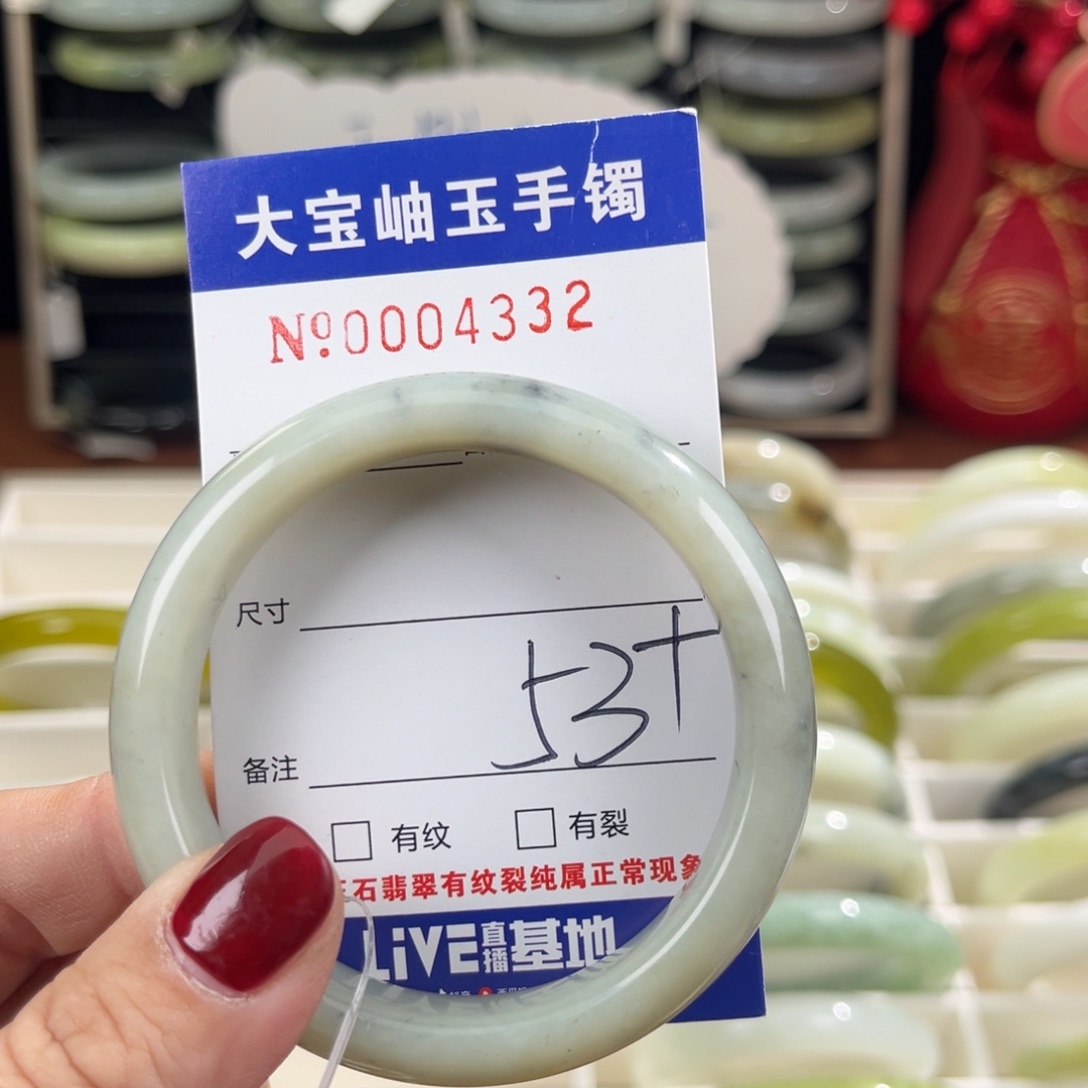 大宝岫玉手镯
№0004332
尺寸
53+
备注
有纹 有裂
石翡翠有纹裂纯属正常现象
LiVE直播基地